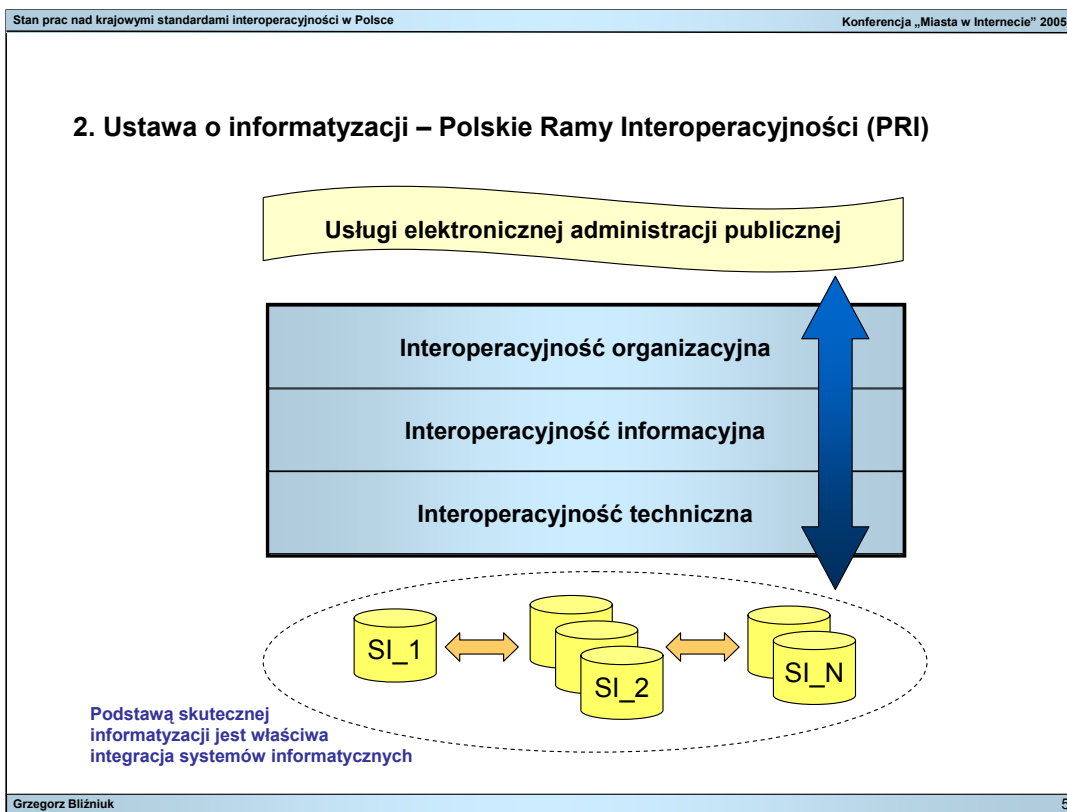 Stan prac nad krajowymi standardami interoperacyjności w Polsce
Konferencja „Miasta w Internecie” 2005
2. Ustawa o informatyzacji – Polskie Ramy Interoperacyjności (PRI)
Usługi elektronicznej administracji publicznej
Interoperacyjność organizacyjna
Interoperacyjność informacyjna
Interoperacyjność techniczna
SI_1
SI_2
SI_N
Podstawą skutecznej
informatyzacji jest właściwa
integracja systemów informatycznych
Grzegorz Bliźniuk
5